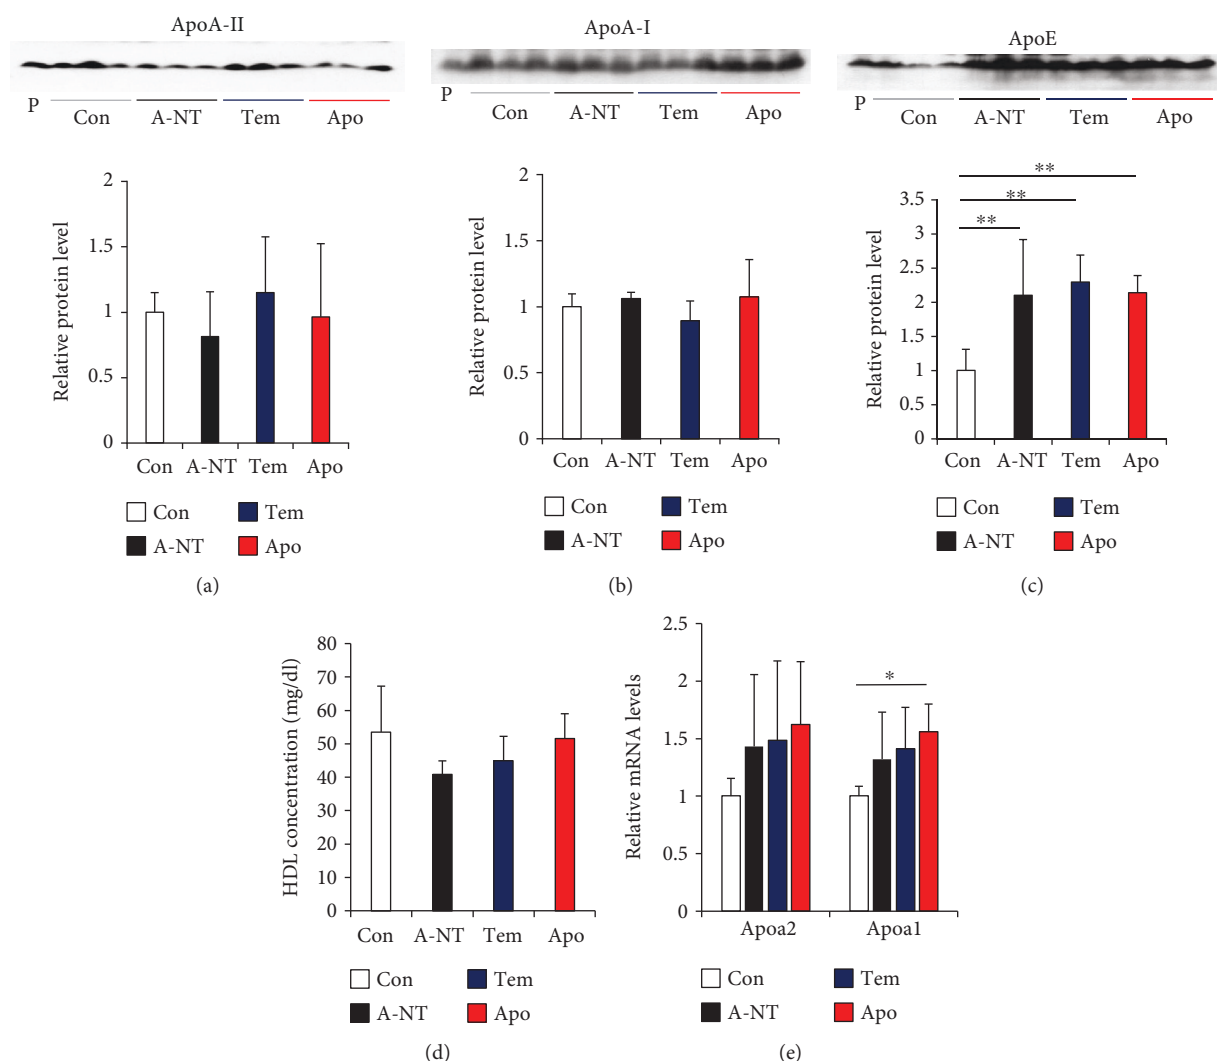 ApoA-II
P Con A-NT Tem Apo
Relative protein level
2
1.5
1
0.5
0
Con A-NT Tem Apo
Con Tem
A-NT Apo
(a)
ApoA-I
P Con A-NT Tem Apo
Relative protein level
2
1.5
1
0.5
0
Con A-NT Tem Apo
Con Tem
A-NT Apo
(b)
ApoE
P Con A-NT Tem Apo
**
**
**
Relative protein level
3.5
3
2.5
2
1.5
1
0.5
0
Con A-NT Tem Apo
Con Tem
A-NT Apo
(c)
HDL concentration (mg/dl)
80
70
60
50
40
30
20
10
0
Con A-NT Tem Apo
Con Tem
A-NT Apo
(d)
Relative mRNA levels
2.5
2
1.5
1
0.5
0
*
Apoa2 Apoa1
Con Tem
A-NT Apo
(e)